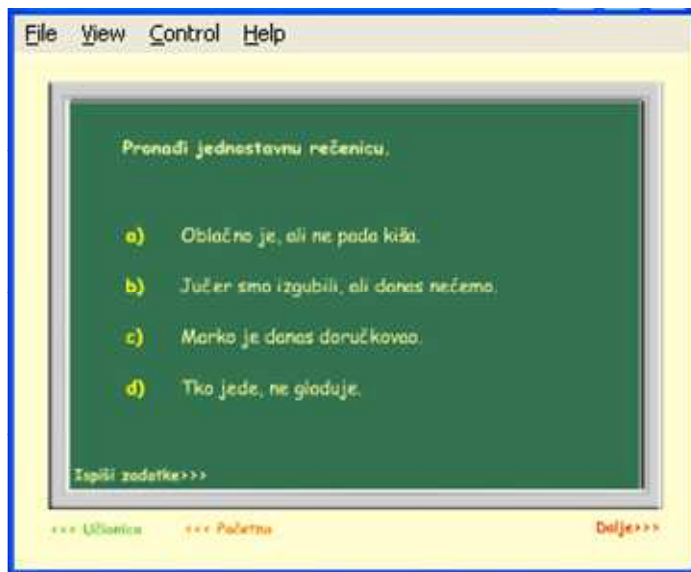 File View Control Help
Pronađi jednostavnu rečenicu.
a) Oblačno je, ali ne pada kiša.
b) Jučer smo izgubili, ali danas nećemo.
c) Marko je danas doručkovao.
d) Tko jede, ne gladuje.
Ispiši zadatke>>>
<<< Učionica <<< Početna Dalje>>>